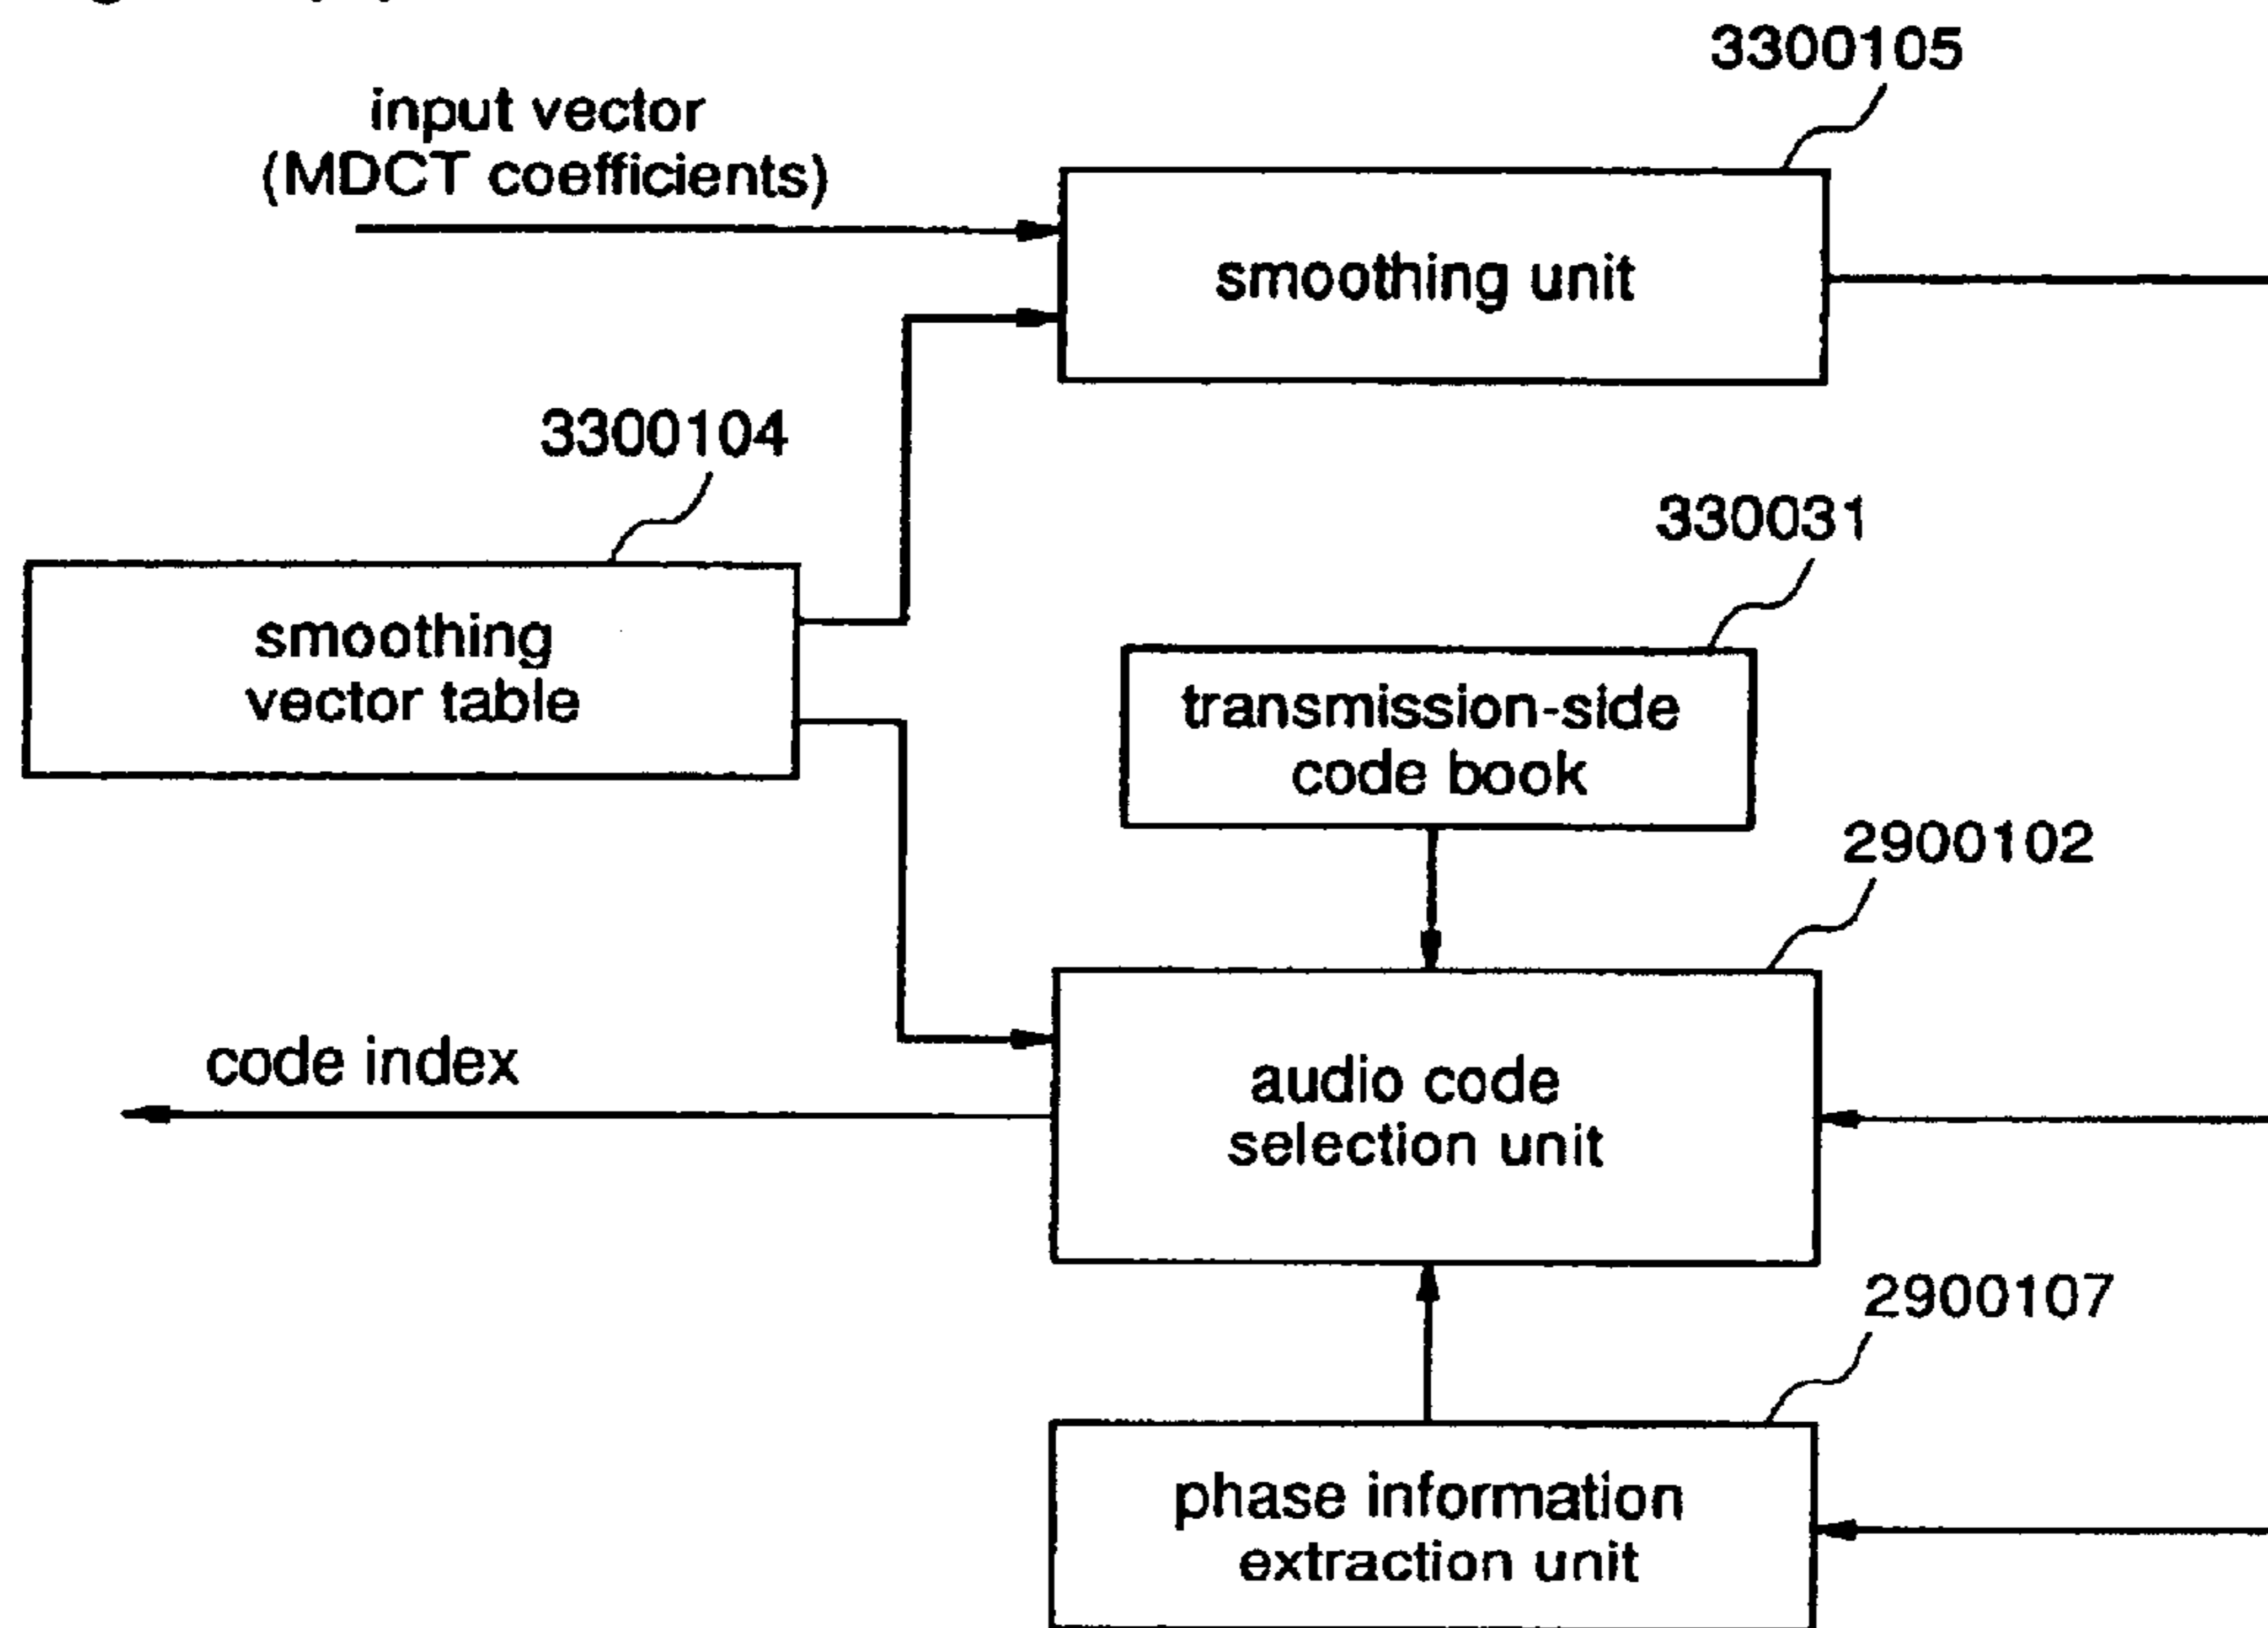 3300105
input vector
(MDCT coefficients)
smoothing unit
3300104
330031
smoothing
vector table
transmission-side
code book
2900102
code index
audio code
selection unit
2900107
phase information
extraction unit